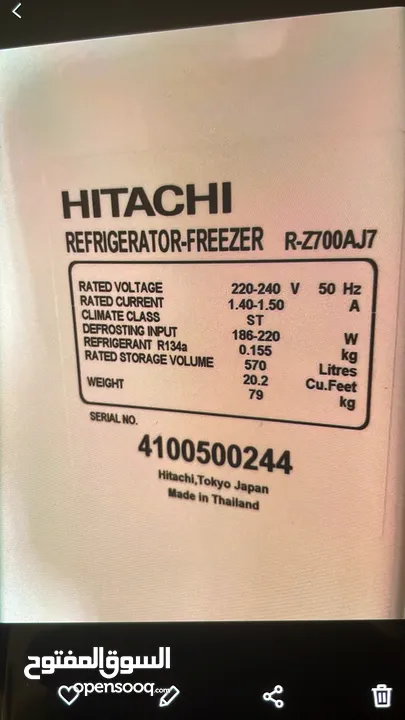 HITACHI
REFRIGERATOR-FREEZER R-Z700AJ7
RATED VOLTAGE 220-240 V 50 Hz
RATED CURRENT 1.40-1.50 A
CLIMATE CLASS ST
DEFROSTING INPUT 186-220 W
REFRIGERANT R134a 0.155 kg
RATED STORAGE VOLUME 570 Litres
20.2 Cu.Feet
WEIGHT 79 kg
SERIAL NO.
4100500244
Hitachi,Tokyo Japan
Made in Thailand
السوق المفتوح
opensooq.com